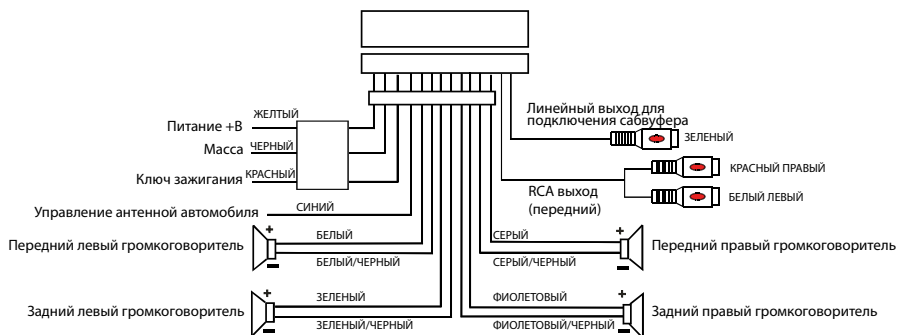 Линейный выход для
подключения сабвуфера
ЗЕЛЕНЫЙ
ЖЕЛТЫЙ
Питание +В
Масса
ЧЕРНЫЙ
КРАСНЫЙ ПРАВЫЙ
Ключ зажигания
КРАСНЫЙ
RCA выход
(передний)
БЕЛЫЙ ЛЕВЫЙ
Управление антенной автомобиля
СИНИЙ
Передний левый громкоговоритель
+
БЕЛЫЙ
БЕЛЫЙ/ЧЕРНЫЙ
СЕРЫЙ
СЕРЫЙ/ЧЕРНЫЙ
+
Передний правый громкоговоритель
Задний левый громкоговоритель
+
ЗЕЛЕНЫЙ
ЗЕЛЕНЫЙ/ЧЕРНЫЙ
ФИОЛЕТОВЫЙ
ФИОЛЕТОВЫЙ/ЧЕРНЫЙ
+
Задний правый громкоговоритель